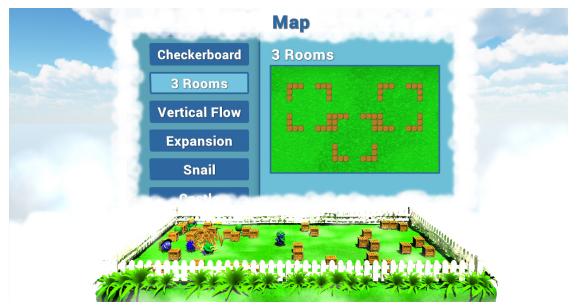 Map
Checkerboard
3 Rooms
3 Rooms
Vertical Flow
Expansion
Snail